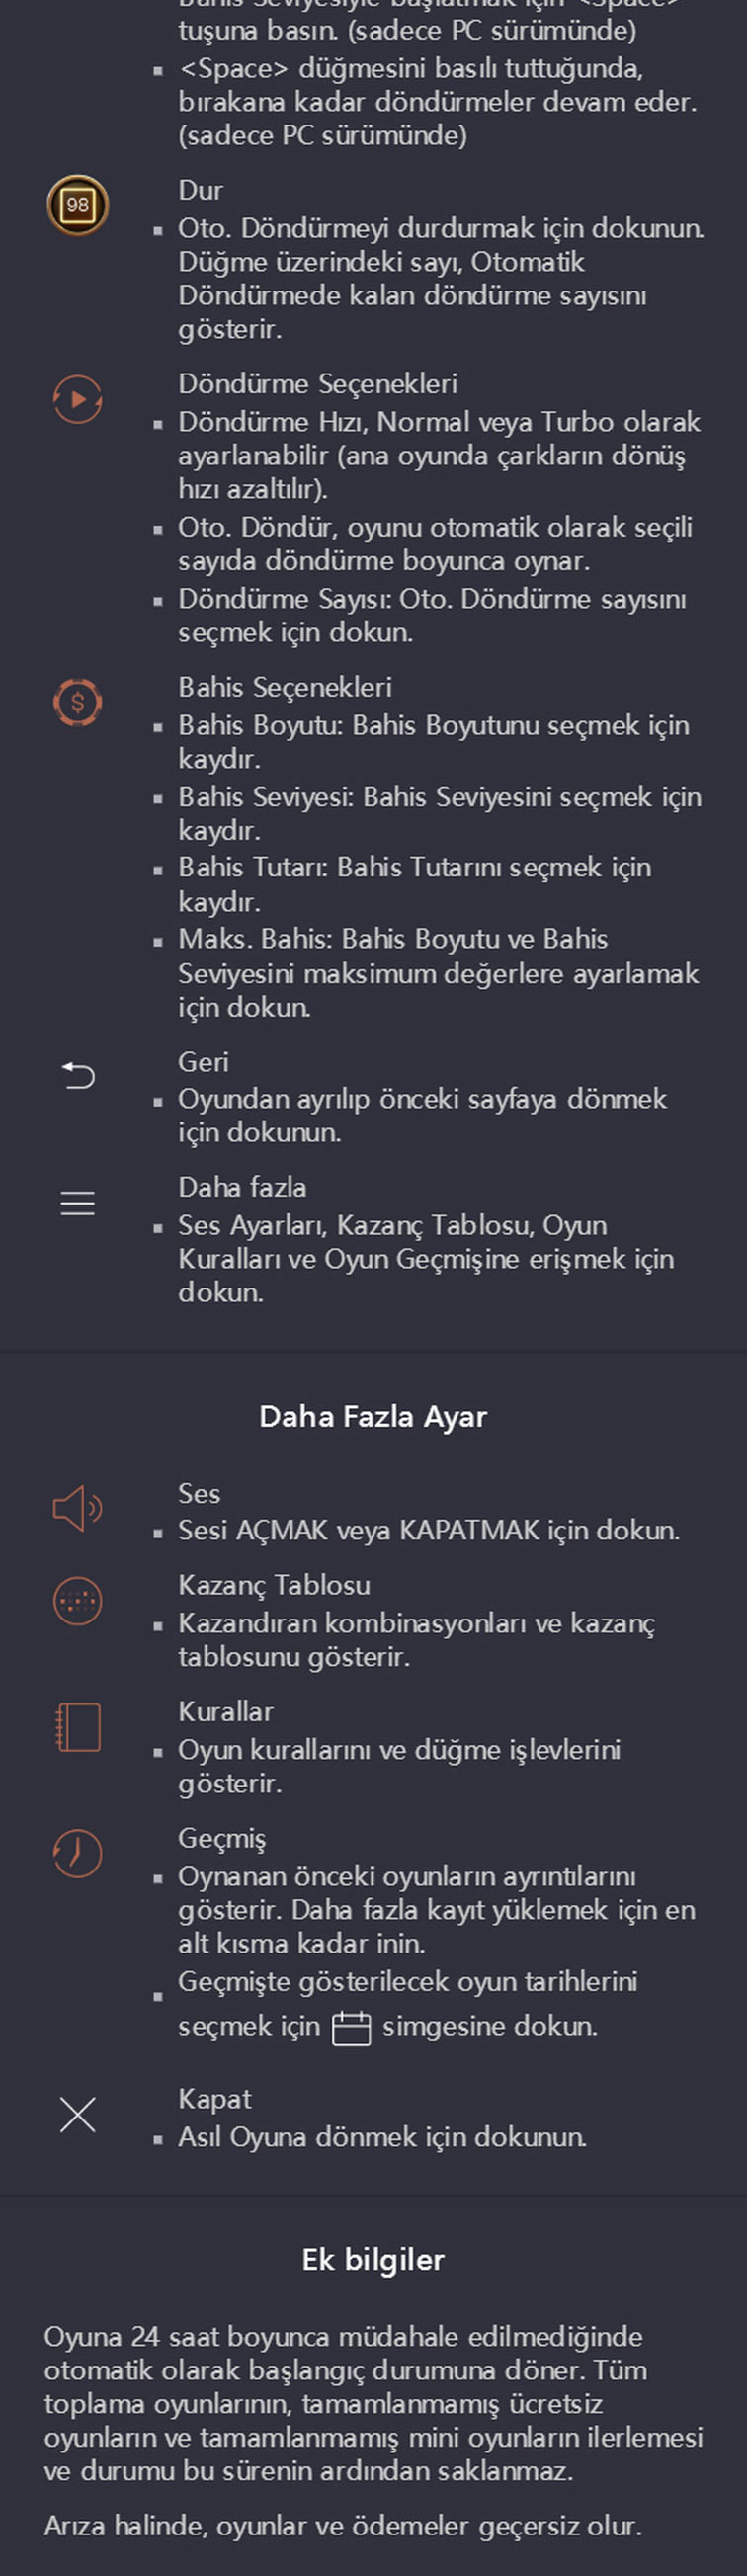 tuşuna basın. (sadece PC sürümünde)
<Space> düğmesini basılı tuttuğunda,
bırakana kadar döndürmeler devam eder.
(sadece PC sürümünde)
98
Dur
Oto. Döndürmeyi durdurmak için dokunun.
Düğme üzerindeki sayı, Otomatik
Döndürmede kalan döndürme sayısını
gösterir.
Döndürme Seçenekleri
Döndürme Hızı, Normal veya Turbo olarak
ayarlanabilir (ana oyunda çarkların dönüş
hızı azaltılır).
Oto. Döndür, oyunu otomatik olarak seçili
sayıda döndürme boyunca oynar.
Döndürme Sayısı: Oto. Döndürme sayısını
seçmek için dokun.
$
Bahis Seçenekleri
Bahis Boyutu: Bahis Boyutunu seçmek için
kaydır.
Bahis Seviyesi: Bahis Seviyesini seçmek için
kaydır.
Bahis Tutarı: Bahis Tutarını seçmek için
kaydır.
Maks. Bahis: Bahis Boyutu ve Bahis
Seviyesini maksimum değerlere ayarlamak
için dokun.
Geri
Oyundan ayrılıp önceki sayfaya dönmek
için dokunun.
Daha fazla
Ses Ayarları, Kazanç Tablosu, Oyun
Kuralları ve Oyun Geçmişine erişmek için
dokun.
Daha Fazla Ayar
Ses
Sesi AÇMAK veya KAPATMAK için dokun.
Kazanç Tablosu
Kazandıran kombinasyonları ve kazanç
tablosunu gösterir.
Kurallar
Oyun kurallarını ve düğme işlevlerini
gösterir.
Geçmiş
Oynanan önceki oyunların ayrıntılarını
gösterir. Daha fazla kayıt yüklemek için en
alt kısma kadar inin.
Geçmişte gösterilecek oyun tarihlerini
seçmek için simgesine dokun.
Kapat
Asıl Oyuna dönmek için dokunun.
Ek bilgiler
Oyuna 24 saat boyunca müdahale edilmediğinde
otomatik olarak başlangıç durumuna döner. Tüm
toplama oyunlarının, tamamlanmamış ücretsiz
oyunların ve tamamlanmamış mini oyunların ilerlemesi
ve durumu bu sürenin ardından saklanmaz.
Arıza halinde, oyunlar ve ödemeler geçersiz olur.